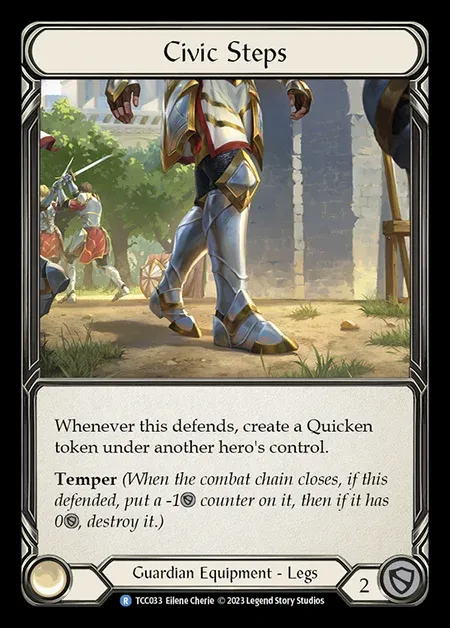 Civic Steps
Whenever this defends, create a Quicken
token under another hero's control.
Temper (When the combat chain closes, if this
defended, put a -1 counter on it, then if it has
0, destroy it.)
Guardian Equipment - Legs
2
R TCC033 Eilene Cherie © 2023 Legend Story Studios